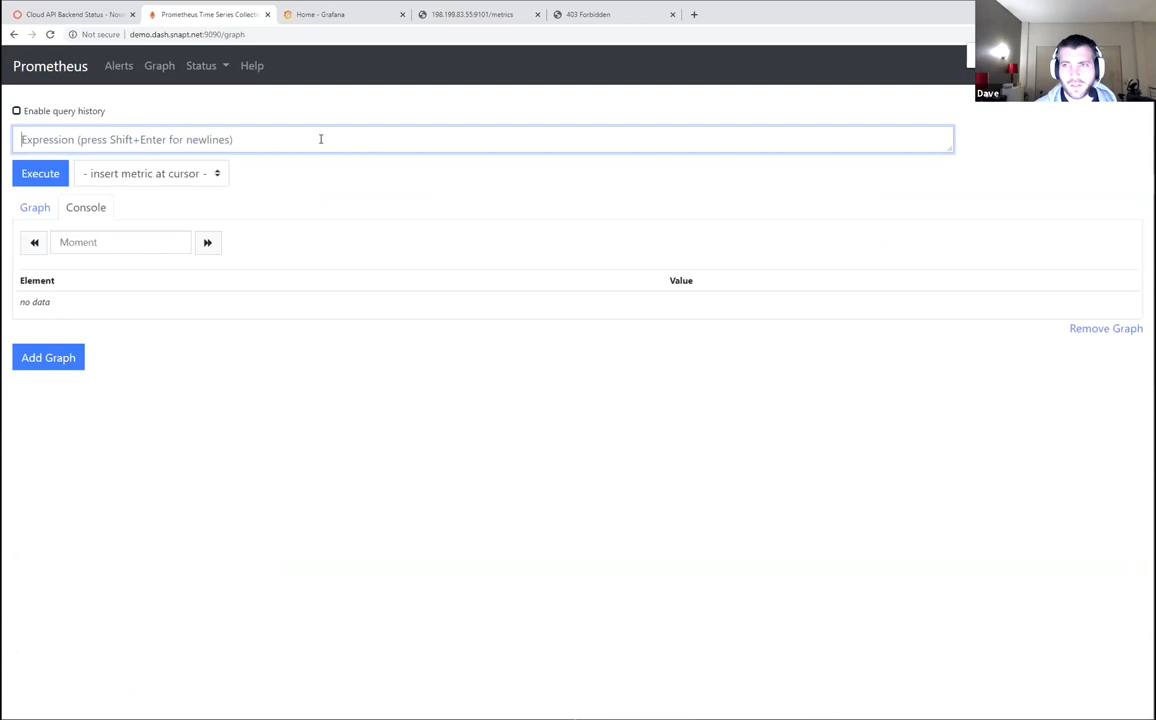 Cloud API Backend Status - Nov
Prometheus Time Series Collecti
Home - Grafana
198.199.83.55:9101/metrics
403 Forbidden
Not secure
demo.dash.snapt.net:9090/graph
Prometheus
Alerts
Graph
Status
Help
Dave
Enable query history
Expression (press Shift+Enter for newlines)
Execute
- insert metric at cursor -
Graph
Console
Moment
Element
Value
no data
Remove Graph
Add Graph